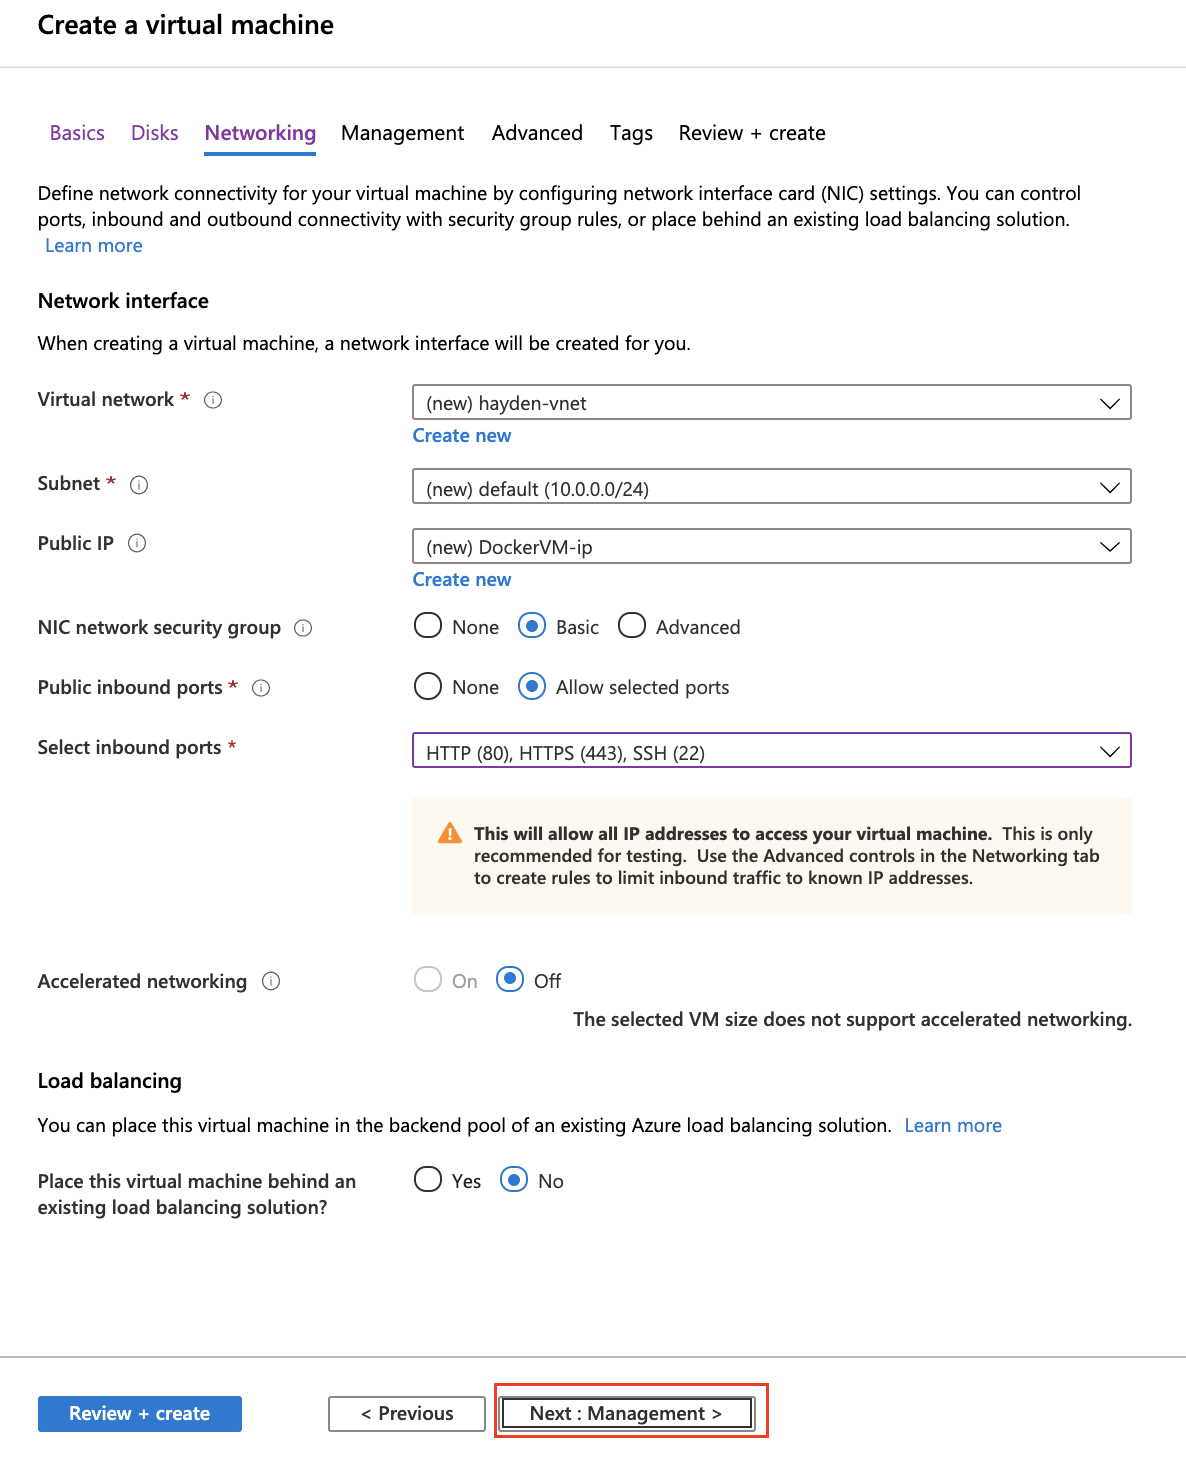 Create a virtual machine
Basics Disks Networking Management Advanced Tags Review + create
Define network connectivity for your virtual machine by configuring network interface card (NIC) settings. You can control
ports, inbound and outbound connectivity with security group rules, or place behind an existing load balancing solution.
Learn more
Network interface
When creating a virtual machine, a network interface will be created for you.
Virtual network *
(new) hayden-vnet
Create new
Subnet *
(new) default (10.0.0.0/24)
Public IP
(new) DockerVM-ip
Create new
NIC network security group
None Basic Advanced
Public inbound ports *
None Allow selected ports
Select inbound ports *
HTTP (80), HTTPS (443), SSH (22)
This will allow all IP addresses to access your virtual machine. This is only
recommended for testing. Use the Advanced controls in the Networking tab
to create rules to limit inbound traffic to known IP addresses.
Accelerated networking
On Off
The selected VM size does not support accelerated networking.
Load balancing
You can place this virtual machine in the backend pool of an existing Azure load balancing solution. Learn more
Place this virtual machine behind an
existing load balancing solution?
Yes No
Review + create
< Previous
Next : Management >